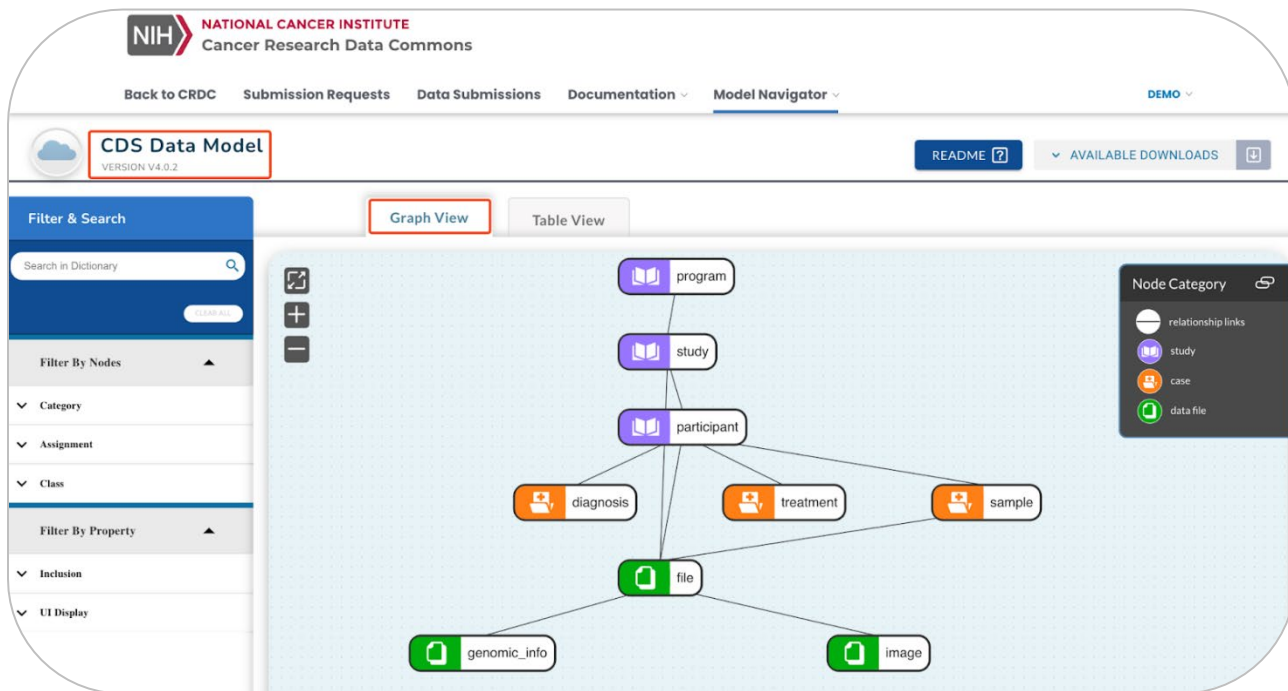 NIH NATIONAL CANCER INSTITUTE
Cancer Research Data Commons
Back to CRDC Submission Requests Data Submissions Documentation Model Navigator DEMO
CDS Data Model
VERSION V4.0.2
README ? AVAILABLE DOWNLOADS
Filter & Search
Graph View Table View
Search in Dictionary
CLEAR ALL
Filter By Nodes
Category
Assignment
Class
Filter By Property
Inclusion
UI Display
program
study
participant
diagnosis treatment sample
file
genomic_info image
Node Category
relationship links
study
case
data file